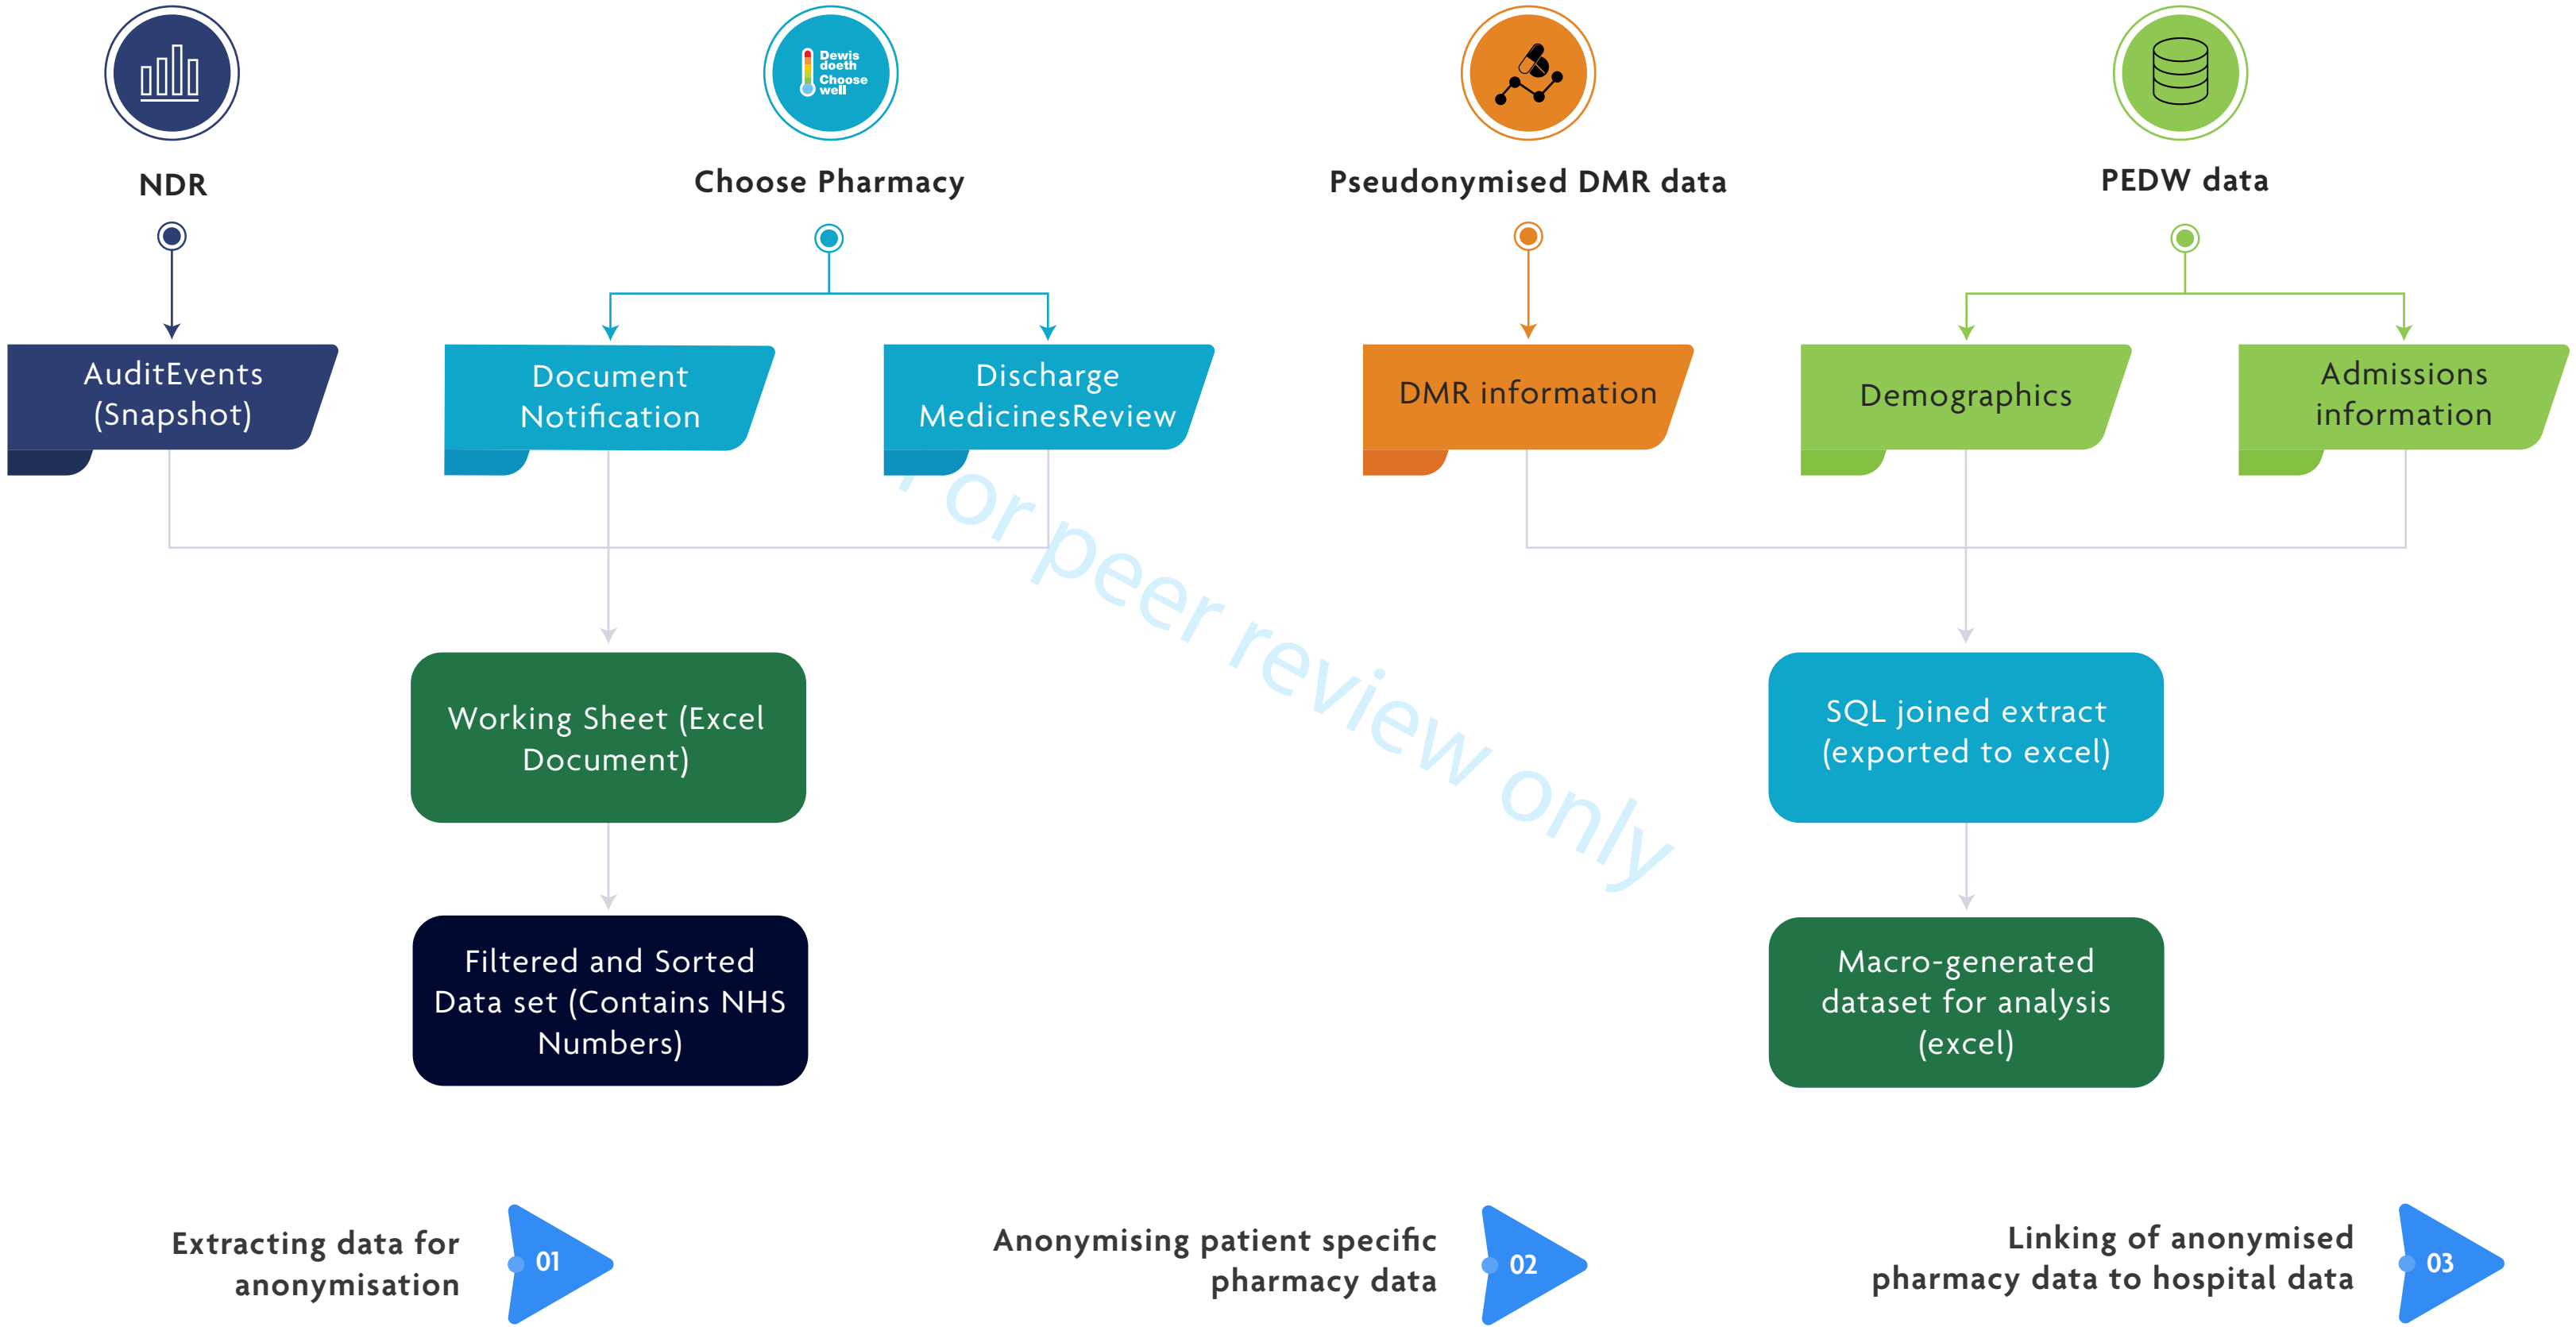 Dewis
doeth
Choose
well
NDR
Choose Pharmacy
Pseudonymised DMR data
PEDW data
AuditEvents
(Snapshot)
Document
Notification
Discharge
MedicinesReview
DMR information
Demographics
Admissions
information
For peer review only
Working Sheet (Excel
Document)
SQL joined extract
(exported to excel)
Filtered and Sorted
Data set (Contains NHS
Numbers)
Macro-generated
dataset for analysis
(excel)
Extracting data for
anonymisation
01
Anonymising patient specific
pharmacy data
02
Linking of anonymised
pharmacy data to hospital data
03